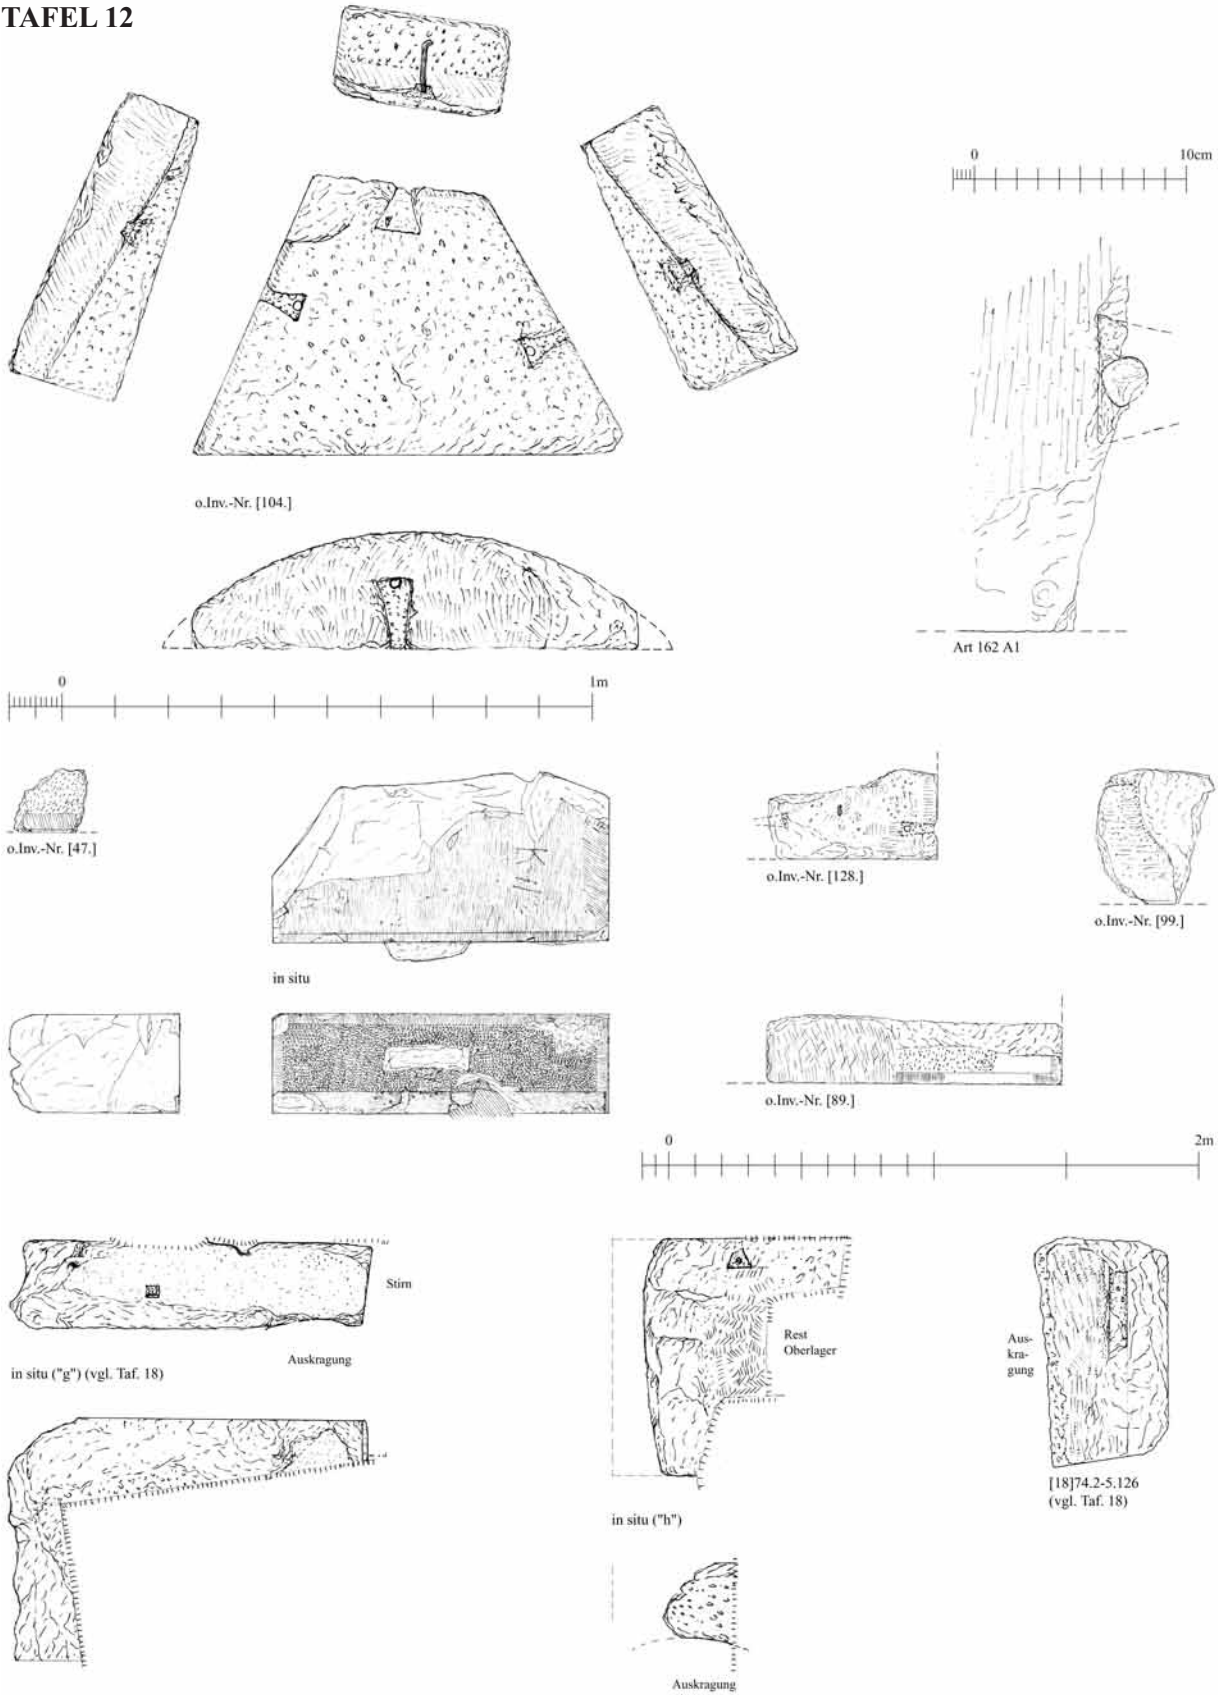 TAFEL 12
0 10cm
o.Inv.-Nr. [104.]
Art 162 A1
0 1m
o.Inv.-Nr. [47.]
in situ
o.Inv.-Nr. [128.]
o.Inv.-Nr. [99.]
o.Inv.-Nr. [89.]
0 2m
Stirn
Auskragung
in situ ("g") (vgl. Taf. 18)
Rest
Oberlager
Aus-
kra-
gung
[18]74.2-5.126
(vgl. Taf. 18)
in situ ("h")
Auskragung